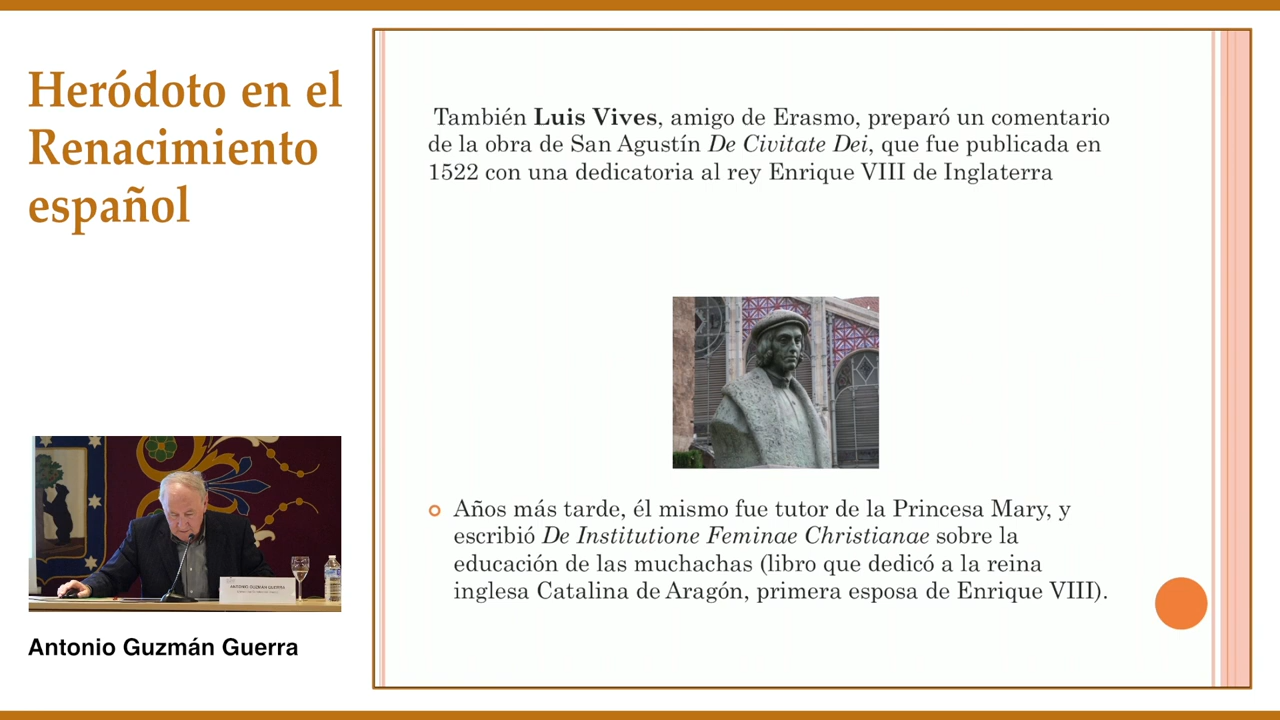 Heródoto en el
Renacimiento
español
También Luis Vives, amigo de Erasmo, preparó un comentario
de la obra de San Agustín De Civitate Dei, que fue publicada en
1522 con una dedicatoria al rey Enrique VIII de Inglaterra
Años más tarde, él mismo fue tutor de la Princesa Mary, y
escribió De Institutione Feminae Christianae sobre la
educación de las muchachas (libro que dedicó a la reina
inglesa Catalina de Aragón, primera esposa de Enrique VIII).
ANTONIO GUZMÁN GUERRA
Antonio Guzmán Guerra